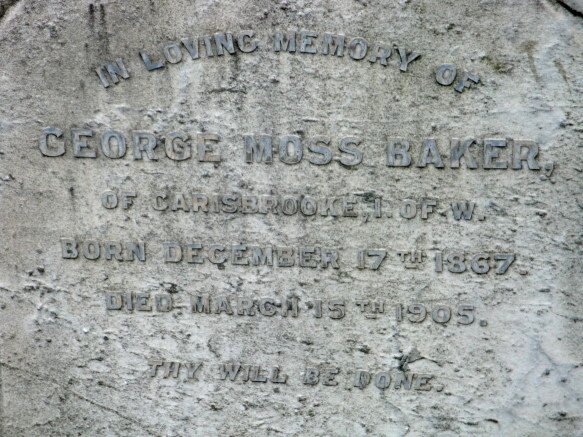 IN LOVING MEMORY OF
GEORGE MOSS BAKER,
OF CARISBROOKE, I. OF. W.
BORN DECEMBER 17TH 1867.
DIED MARCH 15TH 1905.
THY WILL BE DONE.